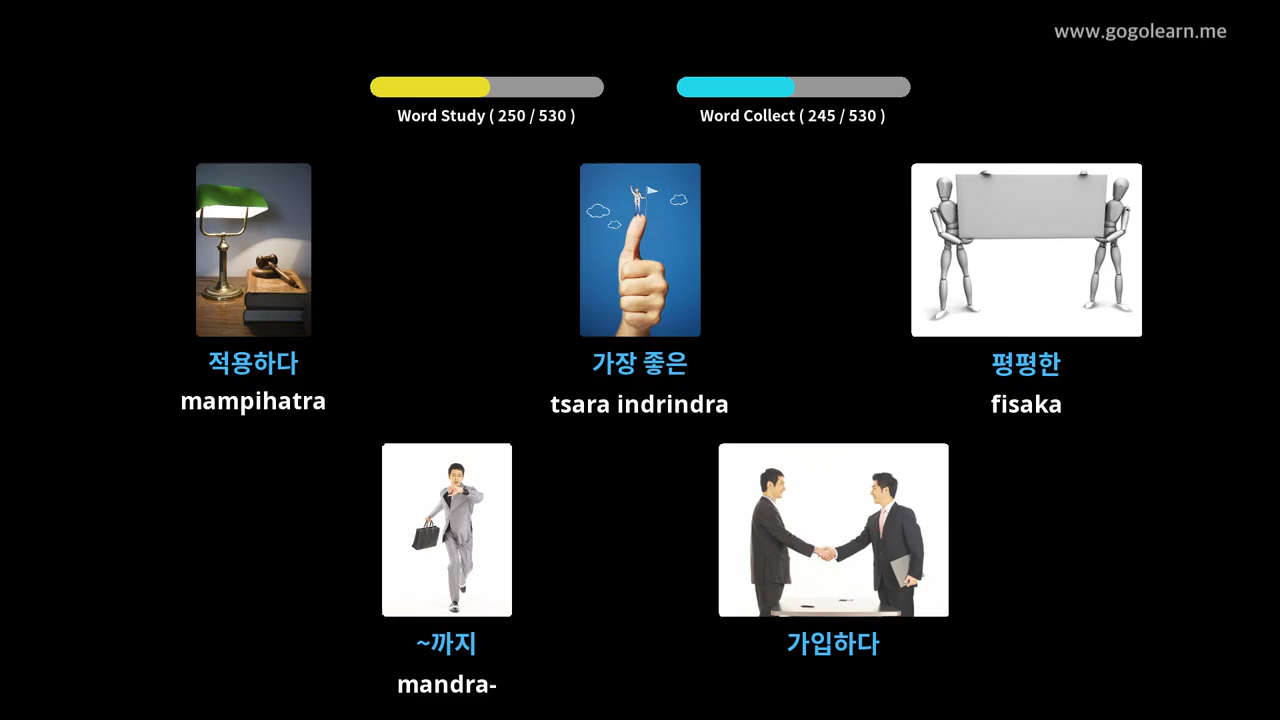 www.gogolearn.me
Word Study ( 250 / 530 )
Word Collect ( 245 / 530 )
적용하다
mampihatra
가장 좋은
tsara indrindra
평평한
fisaka
~까지
mandra-
가입하다